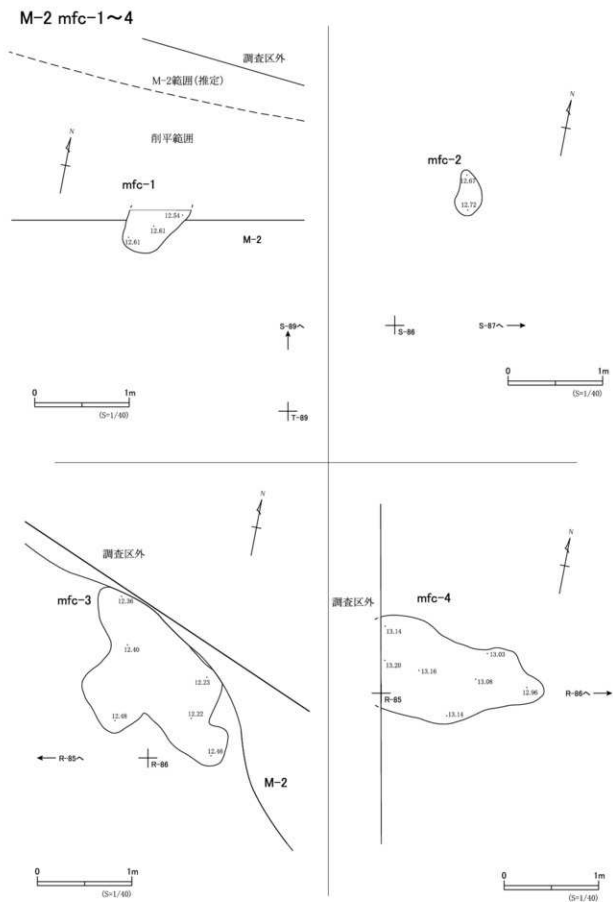 M-2 mfc-1～4
調査区外
M-2範囲(推定)
削平範囲
N
mfc-1
12.54
12.61
12.61
M-2
S-89へ
T-89
0 1m
(S=1/40)
N
mfc-2
12.67
12.72
S-86
S-87へ
0 1m
(S=1/40)
N
調査区外
mfc-3
12.36
12.40
12.23
12.48
12.22
12.46
R-85へ
R-86
M-2
0 1m
(S=1/40)
N
調査区外
mfc-4
13.14
13.03
13.20
13.16
13.08
12.96
R-85
R-86へ
13.14
0 1m
(S=1/40)